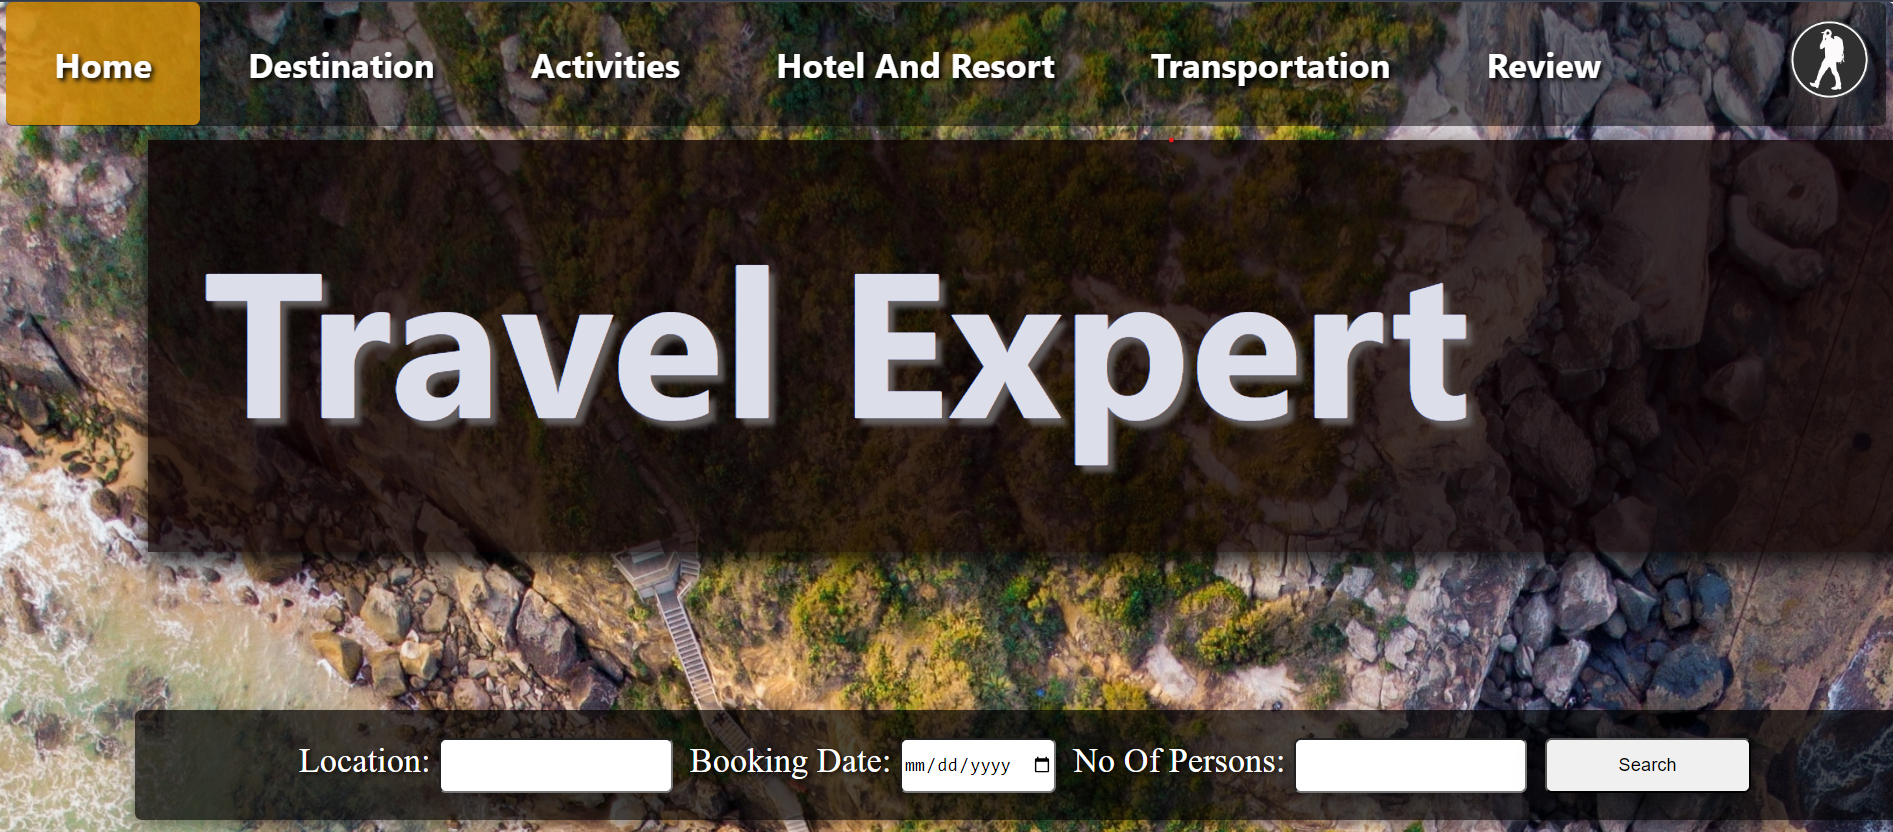 Home Destination Activities Hotel And Resort Transportation Review
Travel Expert
Location: Booking Date: mm/dd/yyyy No Of Persons: Search